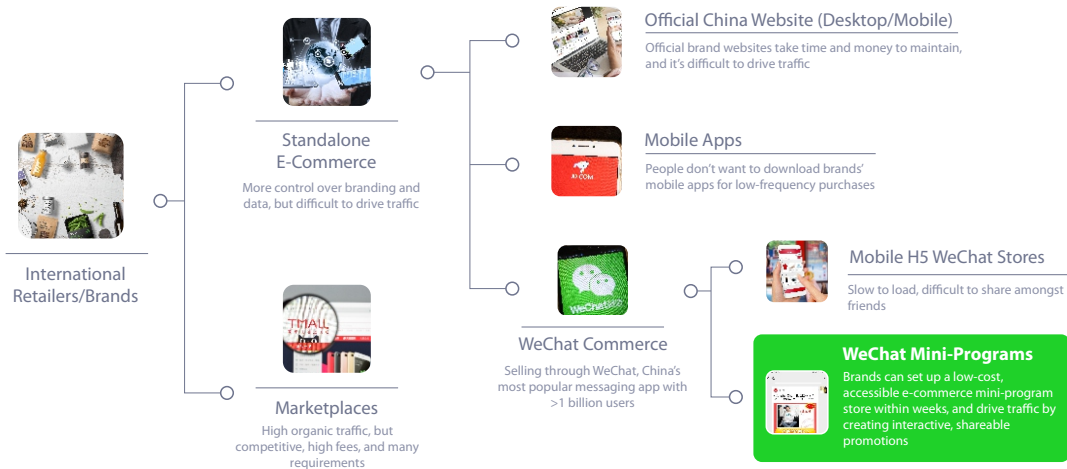 International
Retailers/Brands
Standalone
E-Commerce
More control over branding and
data, but difficult to drive traffic
TMALL
Marketplaces
High organic traffic, but
competitive, high fees, and many
requirements
Official China Website (Desktop/Mobile)
Official brand websites take time and money to maintain,
and it’s difficult to drive traffic
JD.COM
Mobile Apps
People don’t want to download brands’
mobile apps for low-frequency purchases
WeChat
WeChat Commerce
Selling through WeChat, China’s
most popular messaging app with
>1 billion users
Mobile H5 WeChat Stores
Slow to load, difficult to share amongst
friends
WeChat Mini-Programs
Brands can set up a low-cost,
accessible e-commerce mini-program
store within weeks, and drive traffic by
creating interactive, shareable
promotions